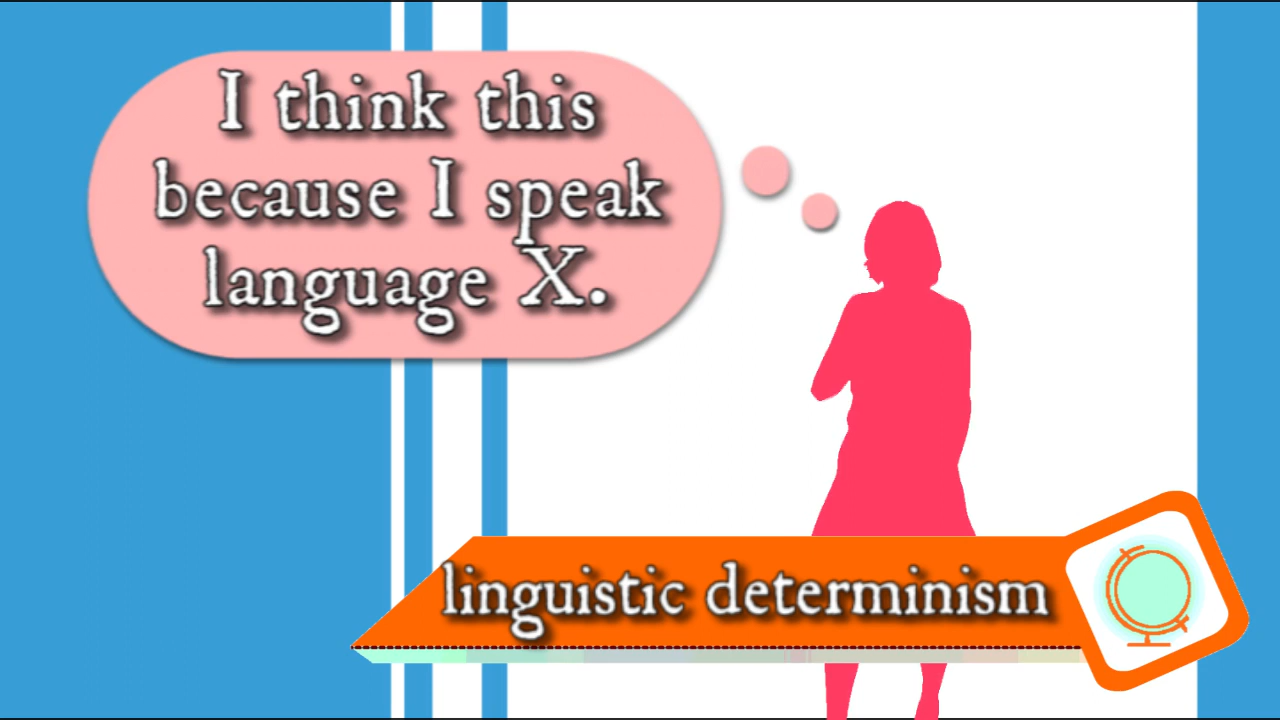 I think this
because I speak
language X.
linguistic determinism